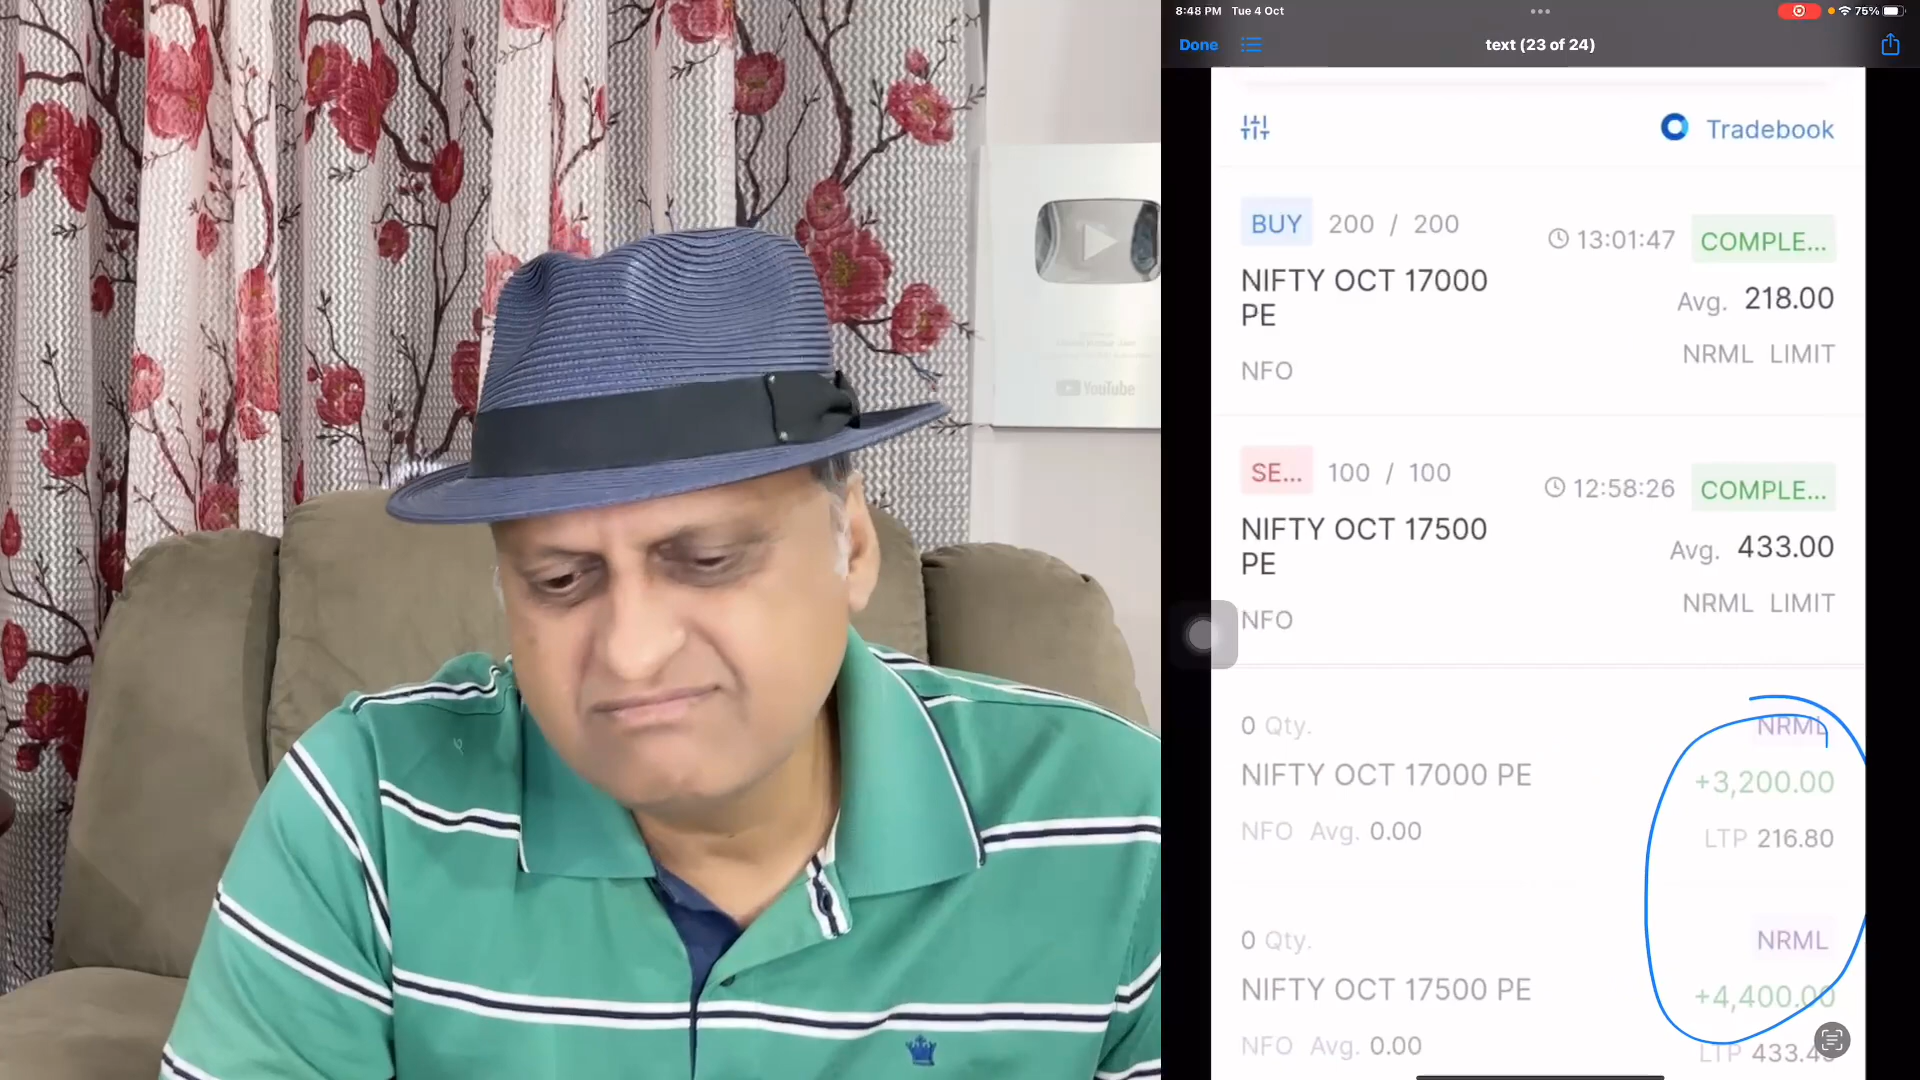 8:48 PM Tue 4 Oct
75%
Done
text (23 of 24)
Tradebook
BUY 200 / 200
13:01:47 COMPLE...
NIFTY OCT 17000 PE
Avg. 218.00
NFO
NRML LIMIT
SE... 100 / 100
12:58:26 COMPLE...
NIFTY OCT 17500 PE
Avg. 433.00
NFO
NRML LIMIT
0 Qty. NRML
NIFTY OCT 17000 PE +3,200.00
NFO Avg. 0.00 LTP 216.80
0 Qty. NRML
NIFTY OCT 17500 PE +4,400.00
NFO Avg. 0.00 LTP
YouTube